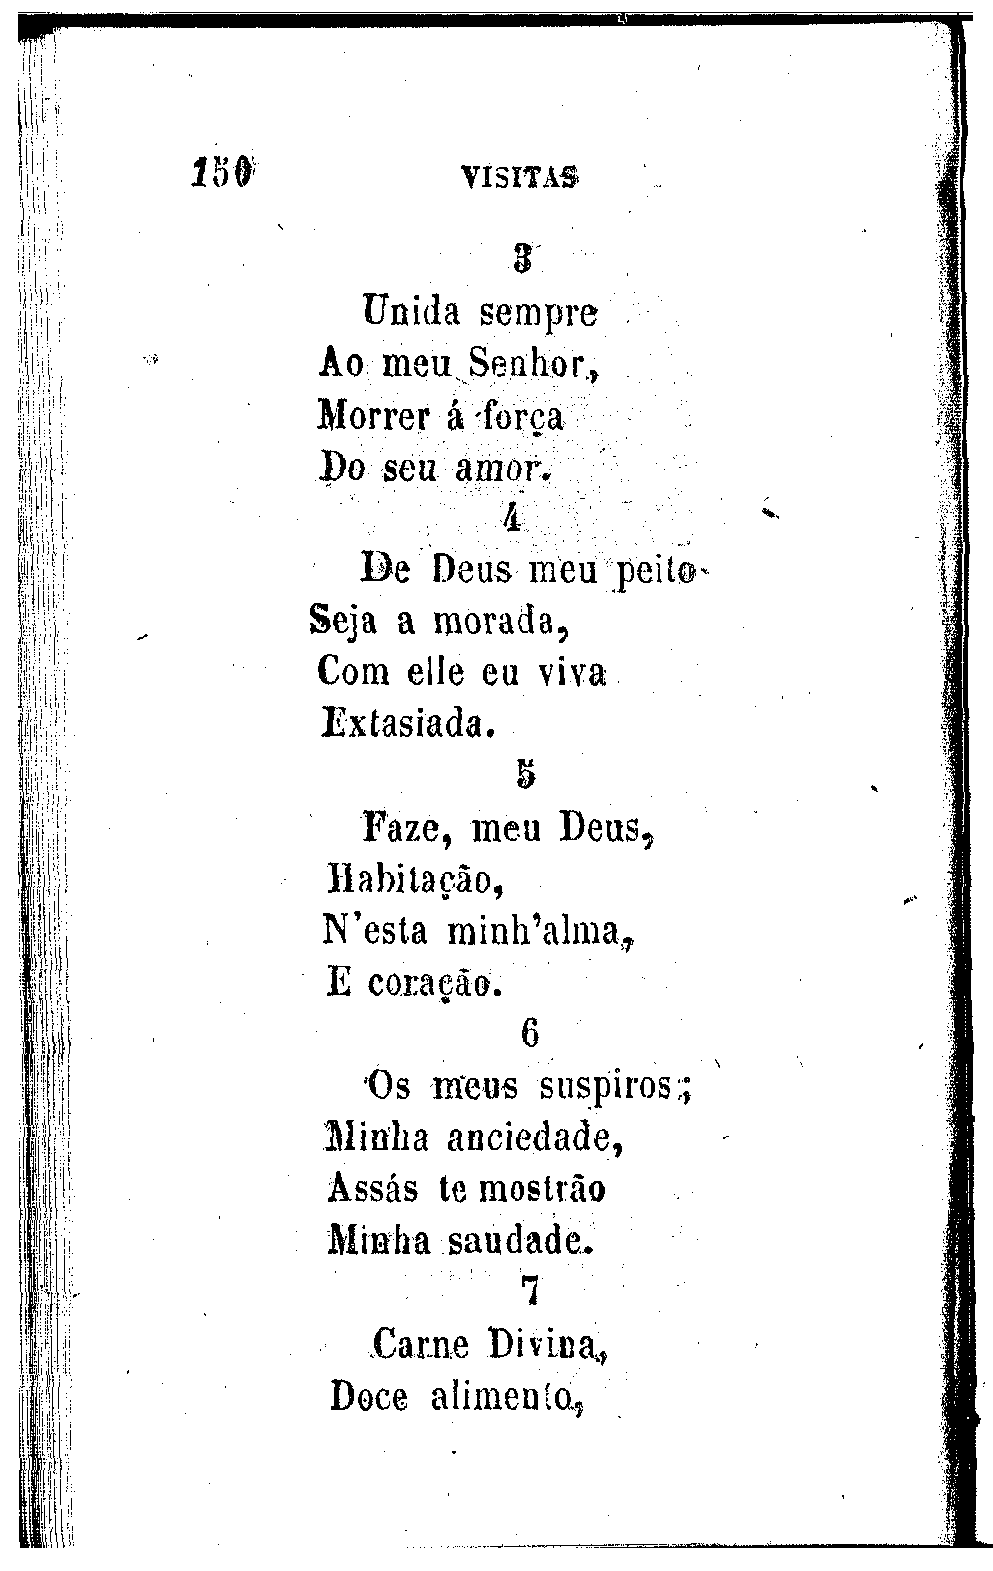 150 VISITAS
3
Unida sempre
Ao meu Senhor,
Morrer á força
Do seu amor.
4
De Deus meu peito
Seja a morada,
Com elle eu viva
Extasiada.
5
Faze, meu Deus,
Habitação,
N'esta minh'alma,
E coração.
6
Os meus suspiros;
Minha anciedade,
Assás te mostrão
Minha saudade.
7
Carne Divina,
Doce alimento,